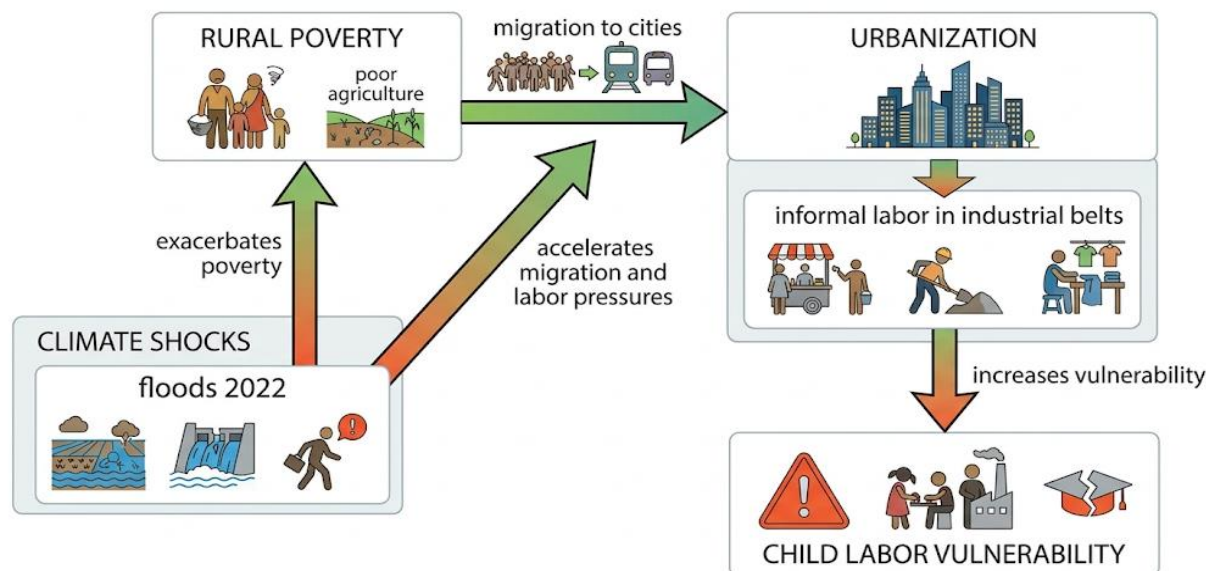 RURAL POVERTY
poor
agriculture
migration to cities
URBANIZATION
informal labor in industrial belts
exacerbates
poverty
accelerates
migration and
labor pressures
CLIMATE SHOCKS
floods 2022
increases vulnerability
CHILD LABOR VULNERABILITY